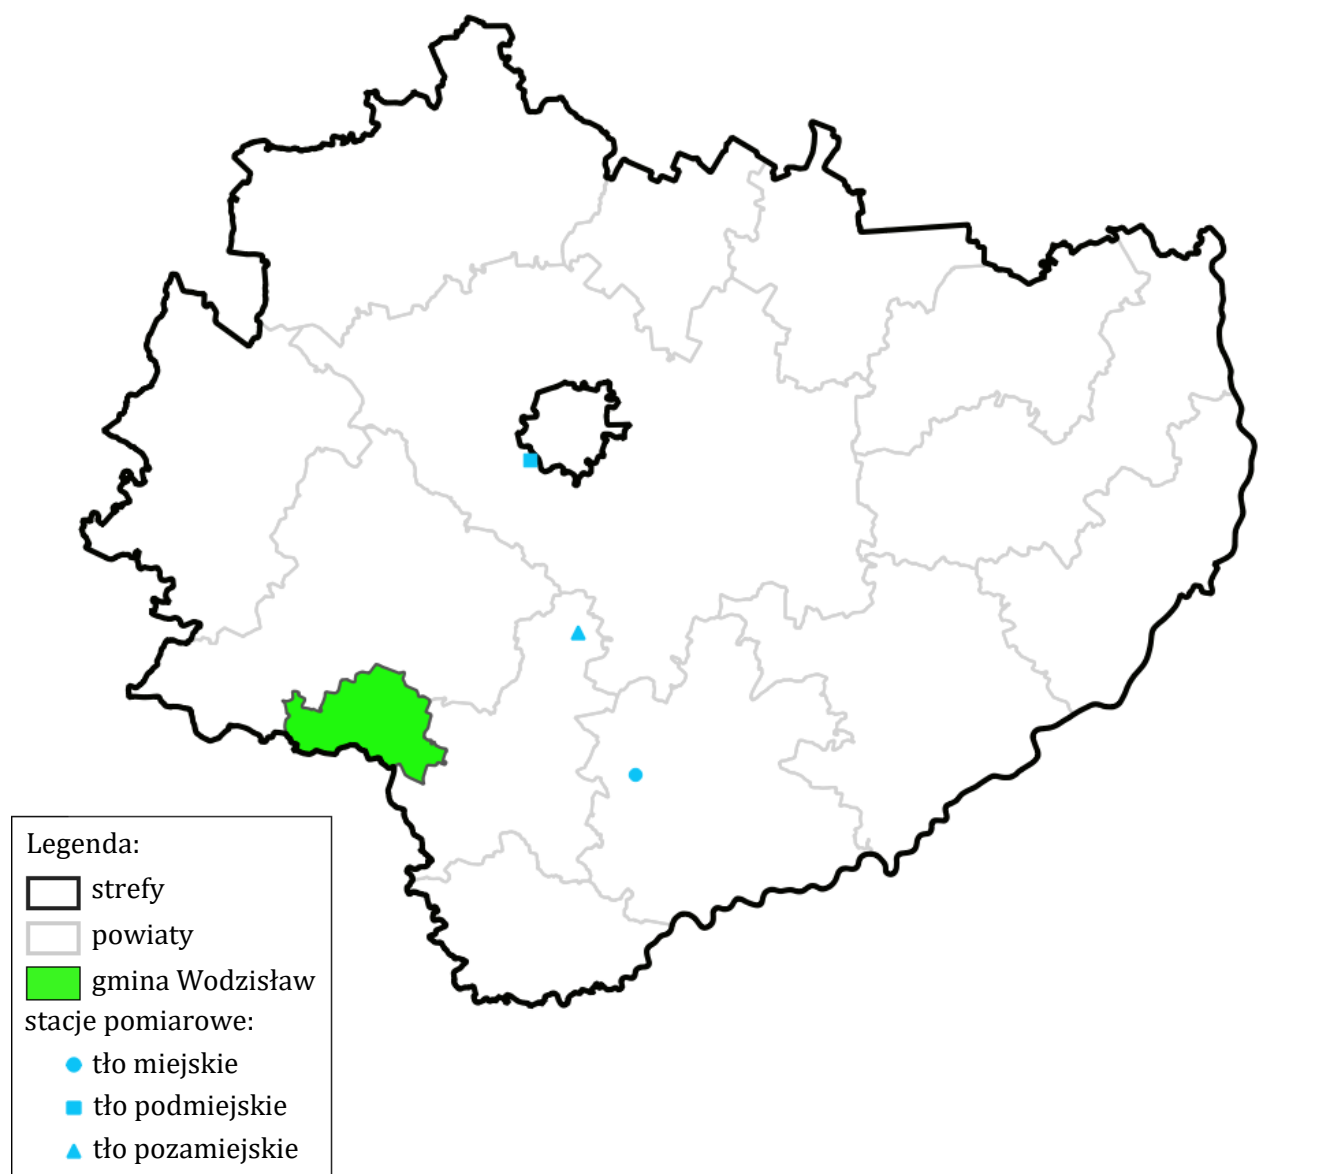 Legenda:
strefy
powiaty
gmina Wodzisław
stacje pomiarowe:
tło miejskie
tło podmiejskie
tło pozamiejskie